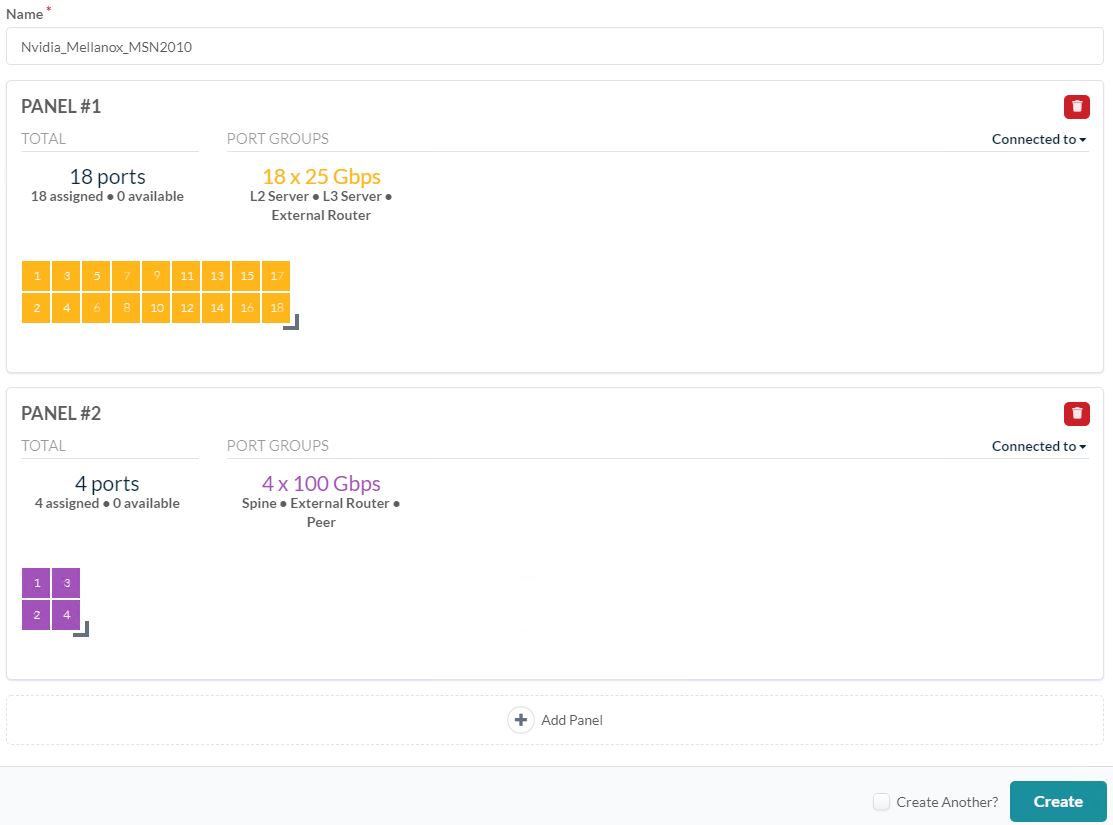 Name *
Nvidia_Mellanox_MSN2010
PANEL #1
TOTAL
PORT GROUPS
Connected to
18 ports
18 assigned • 0 available
18 x 25 Gbps
L2 Server • L3 Server •
External Router
1 3 5 7 9 11 13 15 17
2 4 6 8 10 12 14 16 18
PANEL #2
TOTAL
PORT GROUPS
Connected to
4 ports
4 assigned • 0 available
4 x 100 Gbps
Spine • External Router •
Peer
1 3
2 4
Add Panel
Create Another?
Create